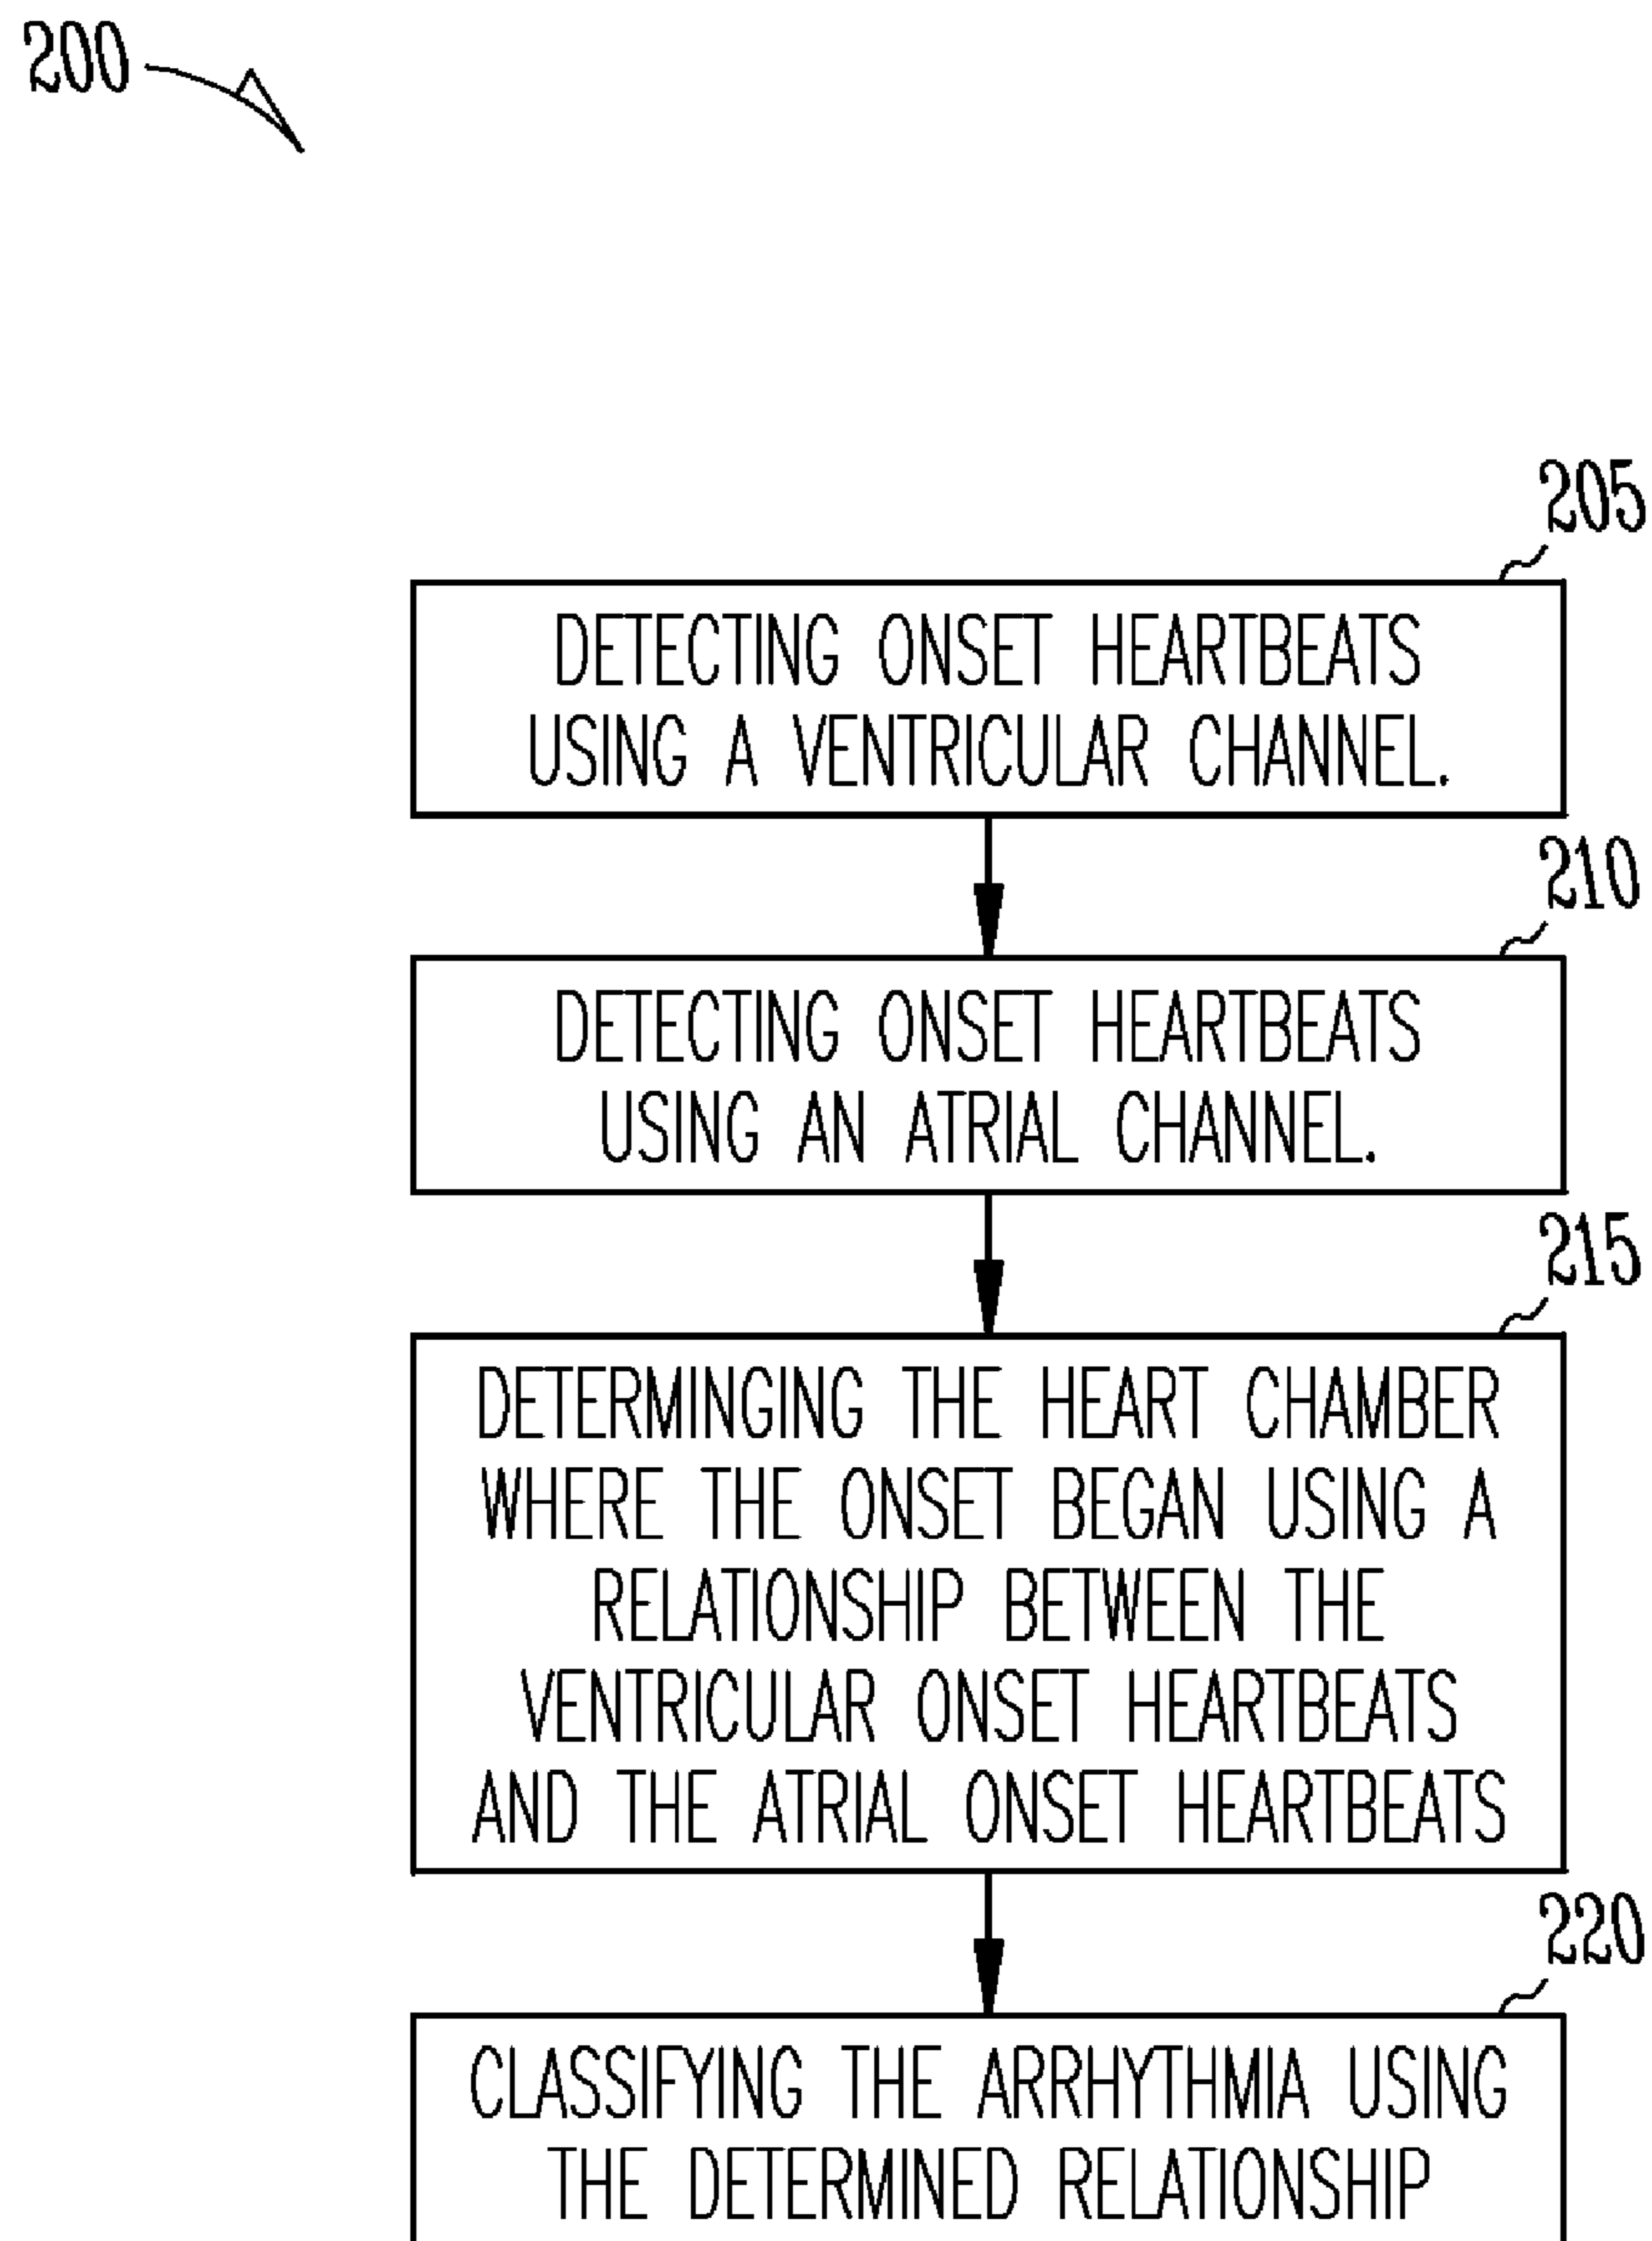 200
205
DETECTING ONSET HEARTBEATS
USING A VENTRICULAR CHANNEL.
210
DETECTING ONSET HEARTBEATS
USING AN ATRIAL CHANNEL.
215
DETERMINGING THE HEART CHAMBER
WHERE THE ONSET BEGAN USING A
RELATIONSHIP BETWEEN THE
VENTRICULAR ONSET HEARTBEATS
AND THE ATRIAL ONSET HEARTBEATS
220
CLASSIFYING THE ARRHYTHMIA USING
THE DETERMINED RELATIONSHIP